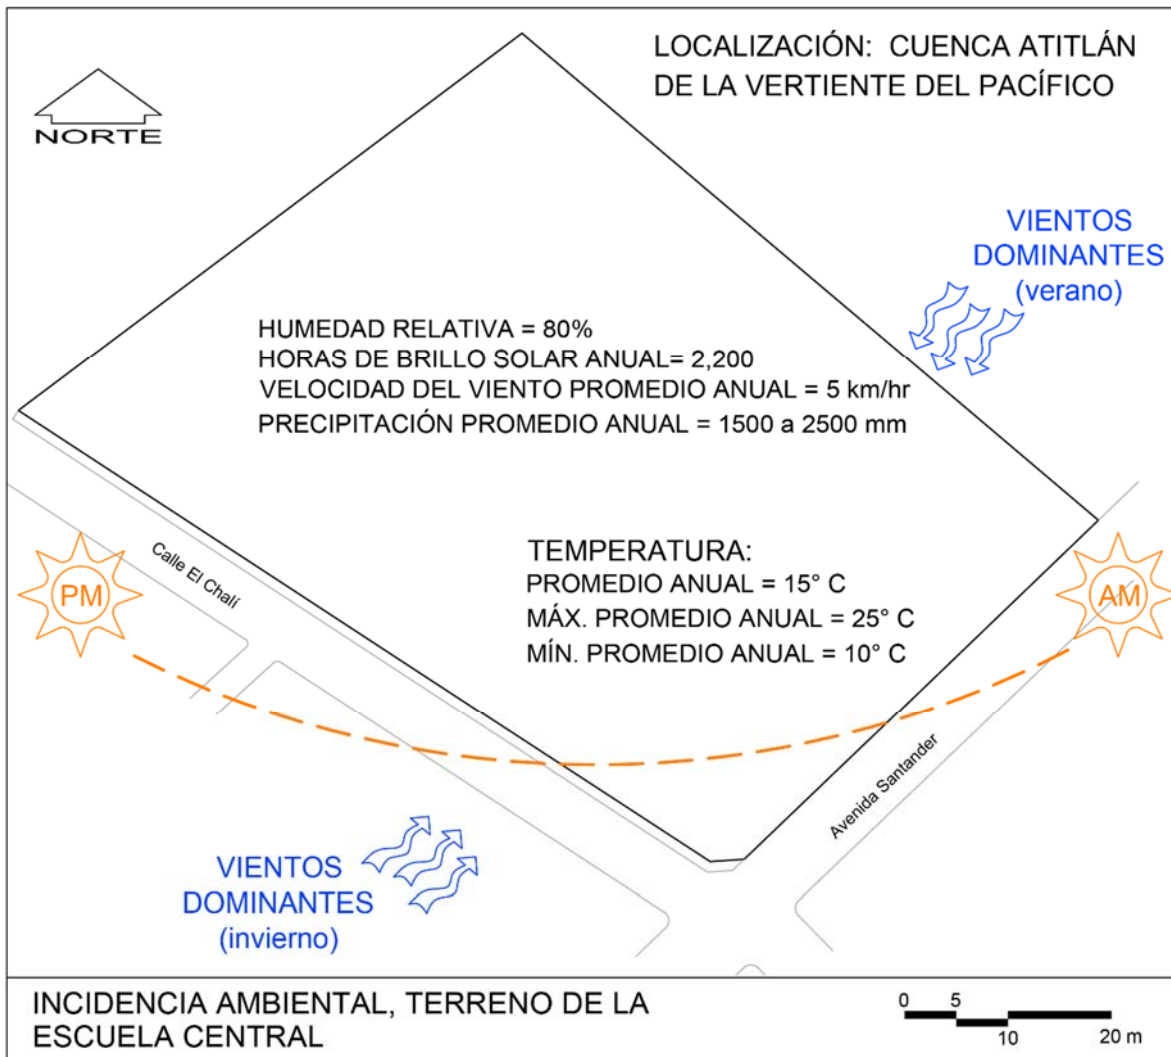 LOCALIZACIÓN: CUENCA ATITLÁN
DE LA VERTIENTE DEL PACÍFICO
NORTE
VIENTOS
DOMINANTES
(verano)
HUMEDAD RELATIVA = 80%
HORAS DE BRILLO SOLAR ANUAL= 2,200
VELOCIDAD DEL VIENTO PROMEDIO ANUAL = 5 km/hr
PRECIPITACIÓN PROMEDIO ANUAL = 1500 a 2500 mm
TEMPERATURA:
PROMEDIO ANUAL = 15° C
MÁX. PROMEDIO ANUAL = 25° C
MÍN. PROMEDIO ANUAL = 10° C
PM
Calle El Chalí
AM
Avenida Santander
VIENTOS
DOMINANTES
(invierno)
INCIDENCIA AMBIENTAL, TERRENO DE LA
ESCUELA CENTRAL
0 5
10 20 m